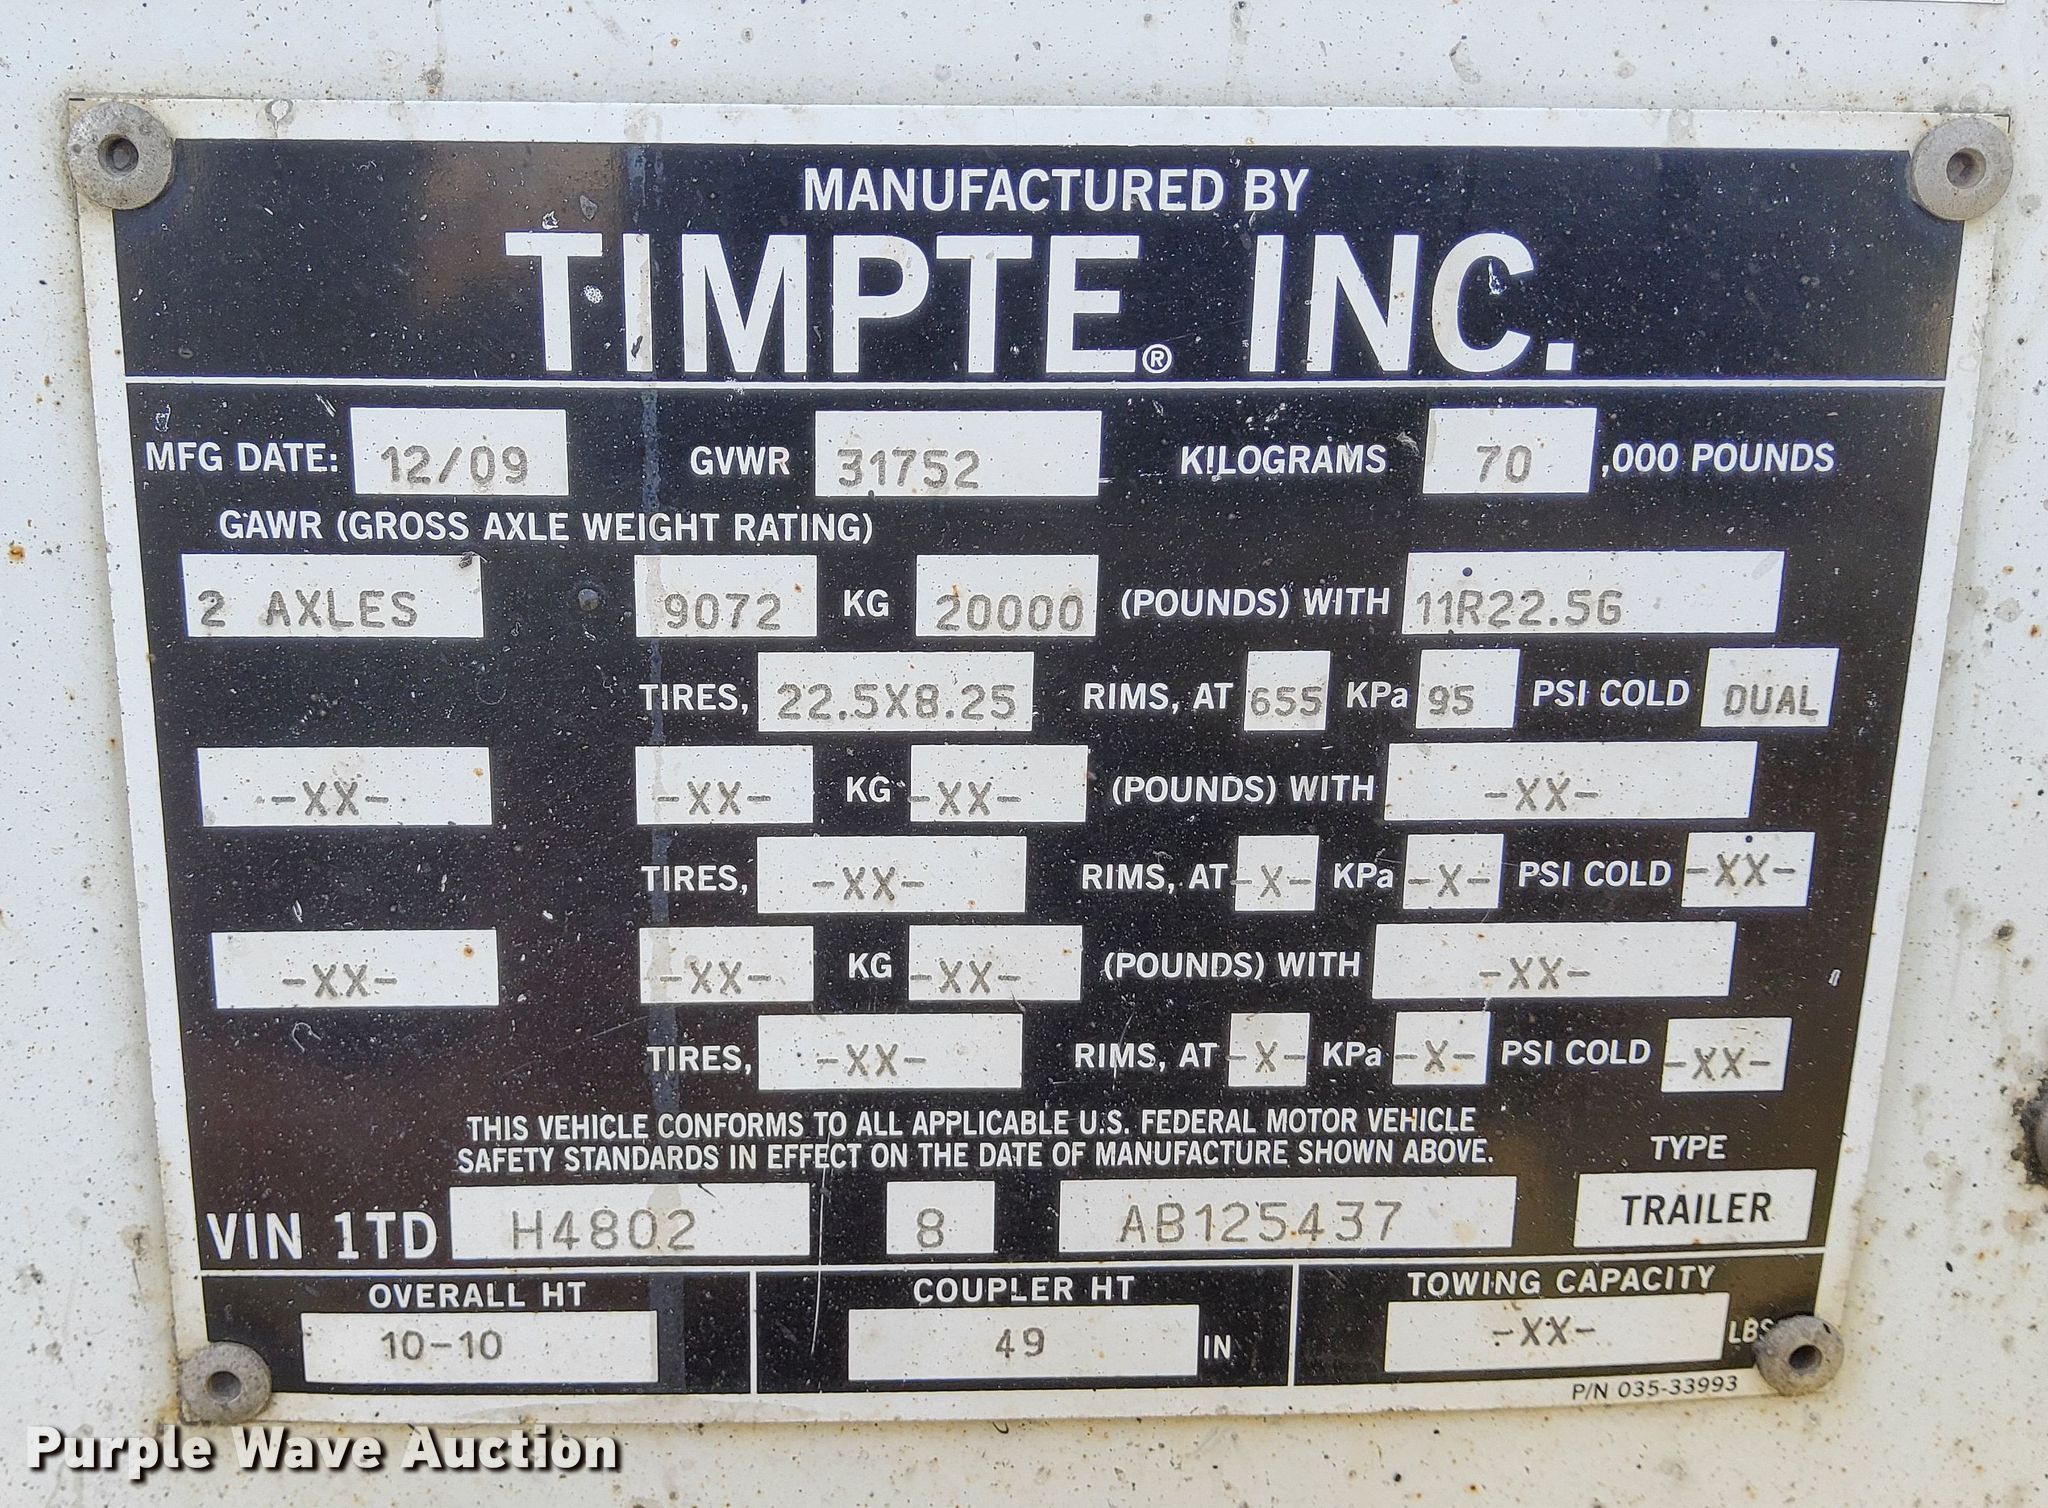 MANUFACTURED BY
TIMPTE® INC.
MFG DATE: 12/09 GVWR 31752 KILOGRAMS 70 ,000 POUNDS
GAWR (GROSS AXLE WEIGHT RATING)
2 AXLES 9072 KG 20000 (POUNDS) WITH 11R22.5G
TIRES, 22.5X8.25 RIMS, AT 655 KPa 95 PSI COLD DUAL
-XX- -XX- KG -XX- (POUNDS) WITH -XX-
TIRES, -XX- RIMS, AT -X- KPa -X- PSI COLD -XX-
-XX- -XX- KG -XX- (POUNDS) WITH -XX-
TIRES, -XX- RIMS, AT -X- KPa -X- PSI COLD -XX-
THIS VEHICLE CONFORMS TO ALL APPLICABLE U.S. FEDERAL MOTOR VEHICLE
SAFETY STANDARDS IN EFFECT ON THE DATE OF MANUFACTURE SHOWN ABOVE.
TYPE
VIN 1TD H4802 8 AB125437 TRAILER
OVERALL HT COUPLER HT TOWING CAPACITY
10-10 49 IN -XX- LBS
P/N 035-33993
Purple Wave Auction